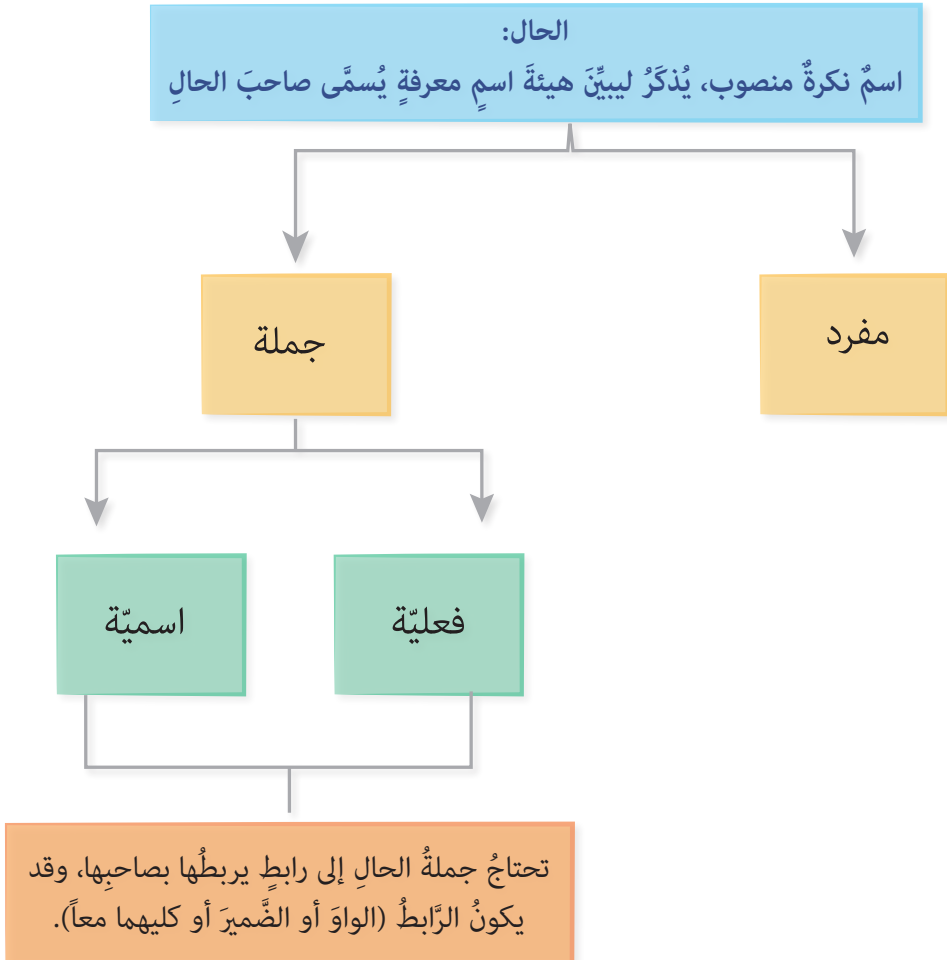 الحال:
اسمٌ نكرةٌ منصوب، يُذكَرُ ليبيِّنَ هيئةَ اسمٍ معرفةٍ يُسمَّى صاحبَ الحالِ
مفرد
جملة
فعليّة
اسميّة
تحتاجُ جملةُ الحالِ إلى رابطٍ يربطُها بصاحبِها، وقد
يكونُ الرَّابطُ (الواوَ أو الضَّميرَ أو كليهما معاً).